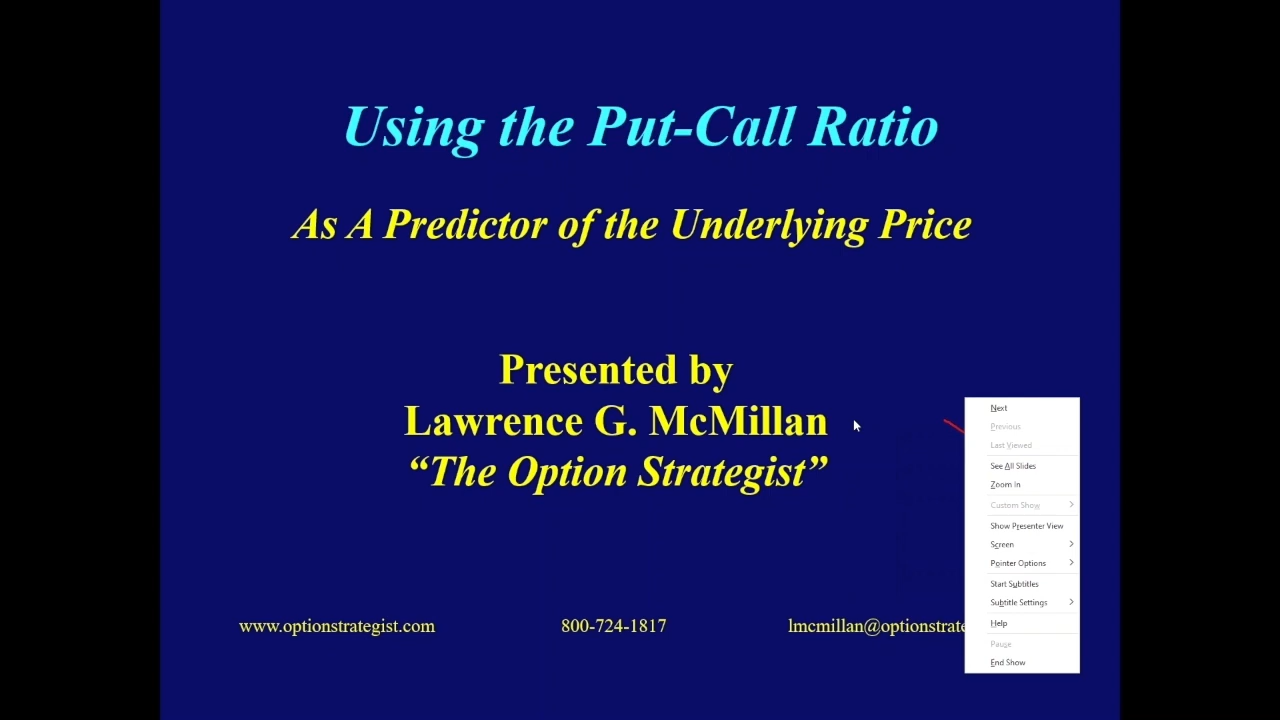 Using the Put-Call Ratio
As A Predictor of the Underlying Price
Presented by
Lawrence G. McMillan
“The Option Strategist”
www.optionstrategist.com
800-724-1817
lmcmillan@optionstrate
Next
Previous
Last Viewed
See All Slides
Zoom In
Custom Show
Show Presenter View
Screen
Pointer Options
Start Subtitles
Subtitle Settings
Help
Pause
End Show